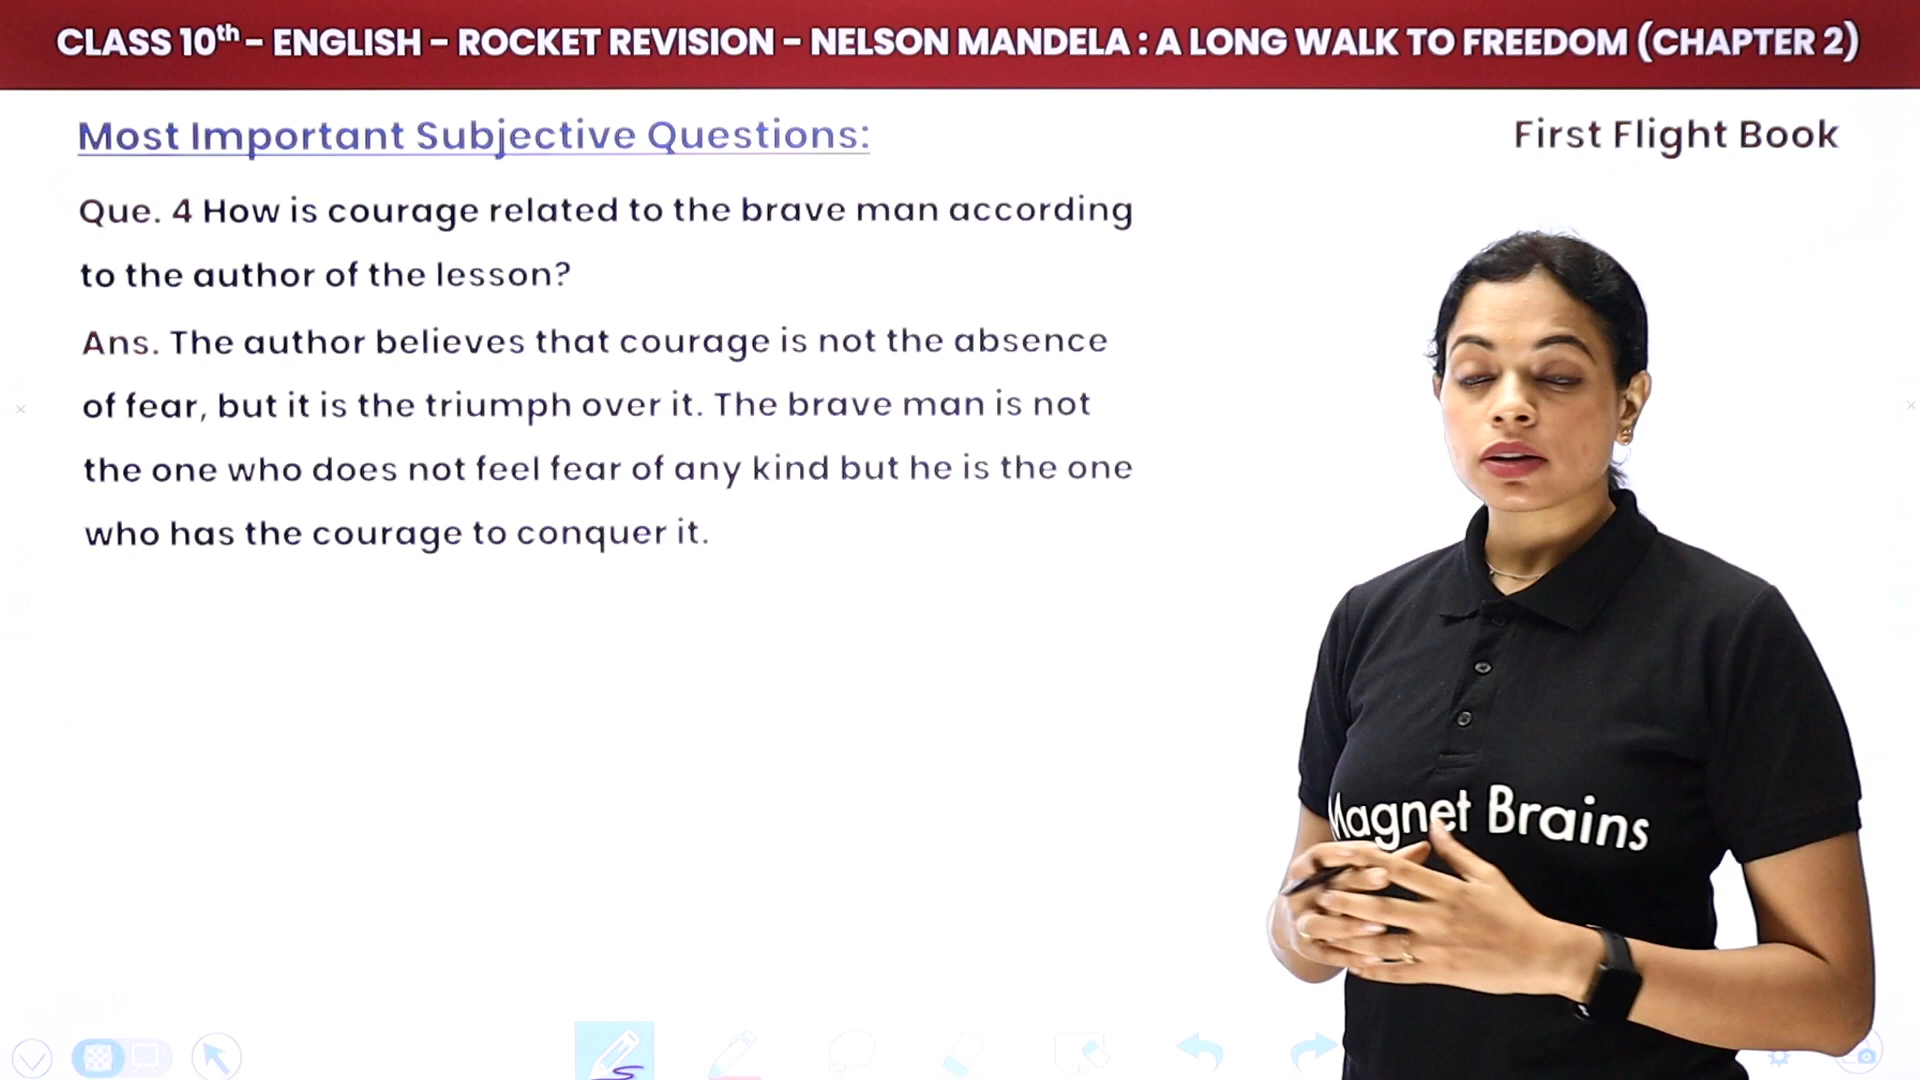 CLASS 10th - ENGLISH - ROCKET REVISION - NELSON MANDELA : A LONG WALK TO FREEDOM (CHAPTER 2)
Most Important Subjective Questions:
First Flight Book
Que. 4 How is courage related to the brave man according
to the author of the lesson?
Ans. The author believes that courage is not the absence
of fear, but it is the triumph over it. The brave man is not
the one who does not feel fear of any kind but he is the one
who has the courage to conquer it.
Magnet Brains